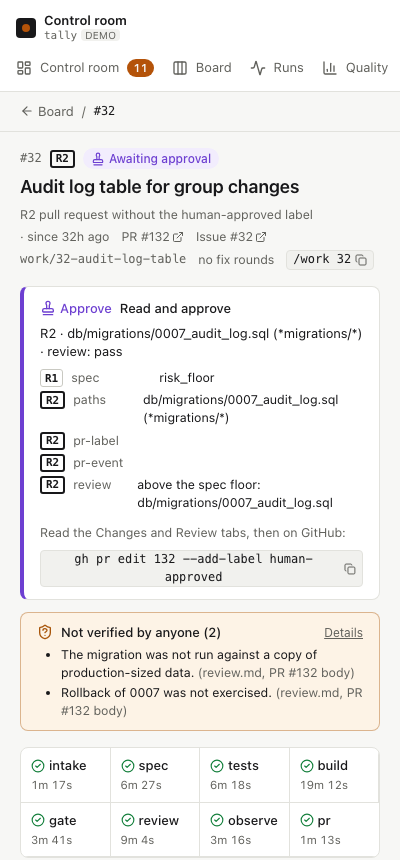 Control room
tally DEMO
Control room 11 Board Runs Quality
Board / #32
#32 R2 Awaiting approval
Audit log table for group changes
R2 pull request without the human-approved label
· since 32h ago PR #132 Issue #32
work/32-audit-log-table no fix rounds /work 32
Approve Read and approve
R2 · db/migrations/0007_audit_log.sql (*migrations/*)
· review: pass
R1 spec risk_floor
R2 paths db/migrations/0007_audit_log.sql
(*migrations/*)
R2 pr-label
R2 pr-event
R2 review above the spec floor:
db/migrations/0007_audit_log.sql
Read the Changes and Review tabs, then on GitHub:
gh pr edit 132 --add-label human-
approved
Not verified by anyone (2) Details
• The migration was not run against a copy of
production-sized data. (review.md, PR #132 body)
• Rollback of 0007 was not exercised. (review.md, PR
#132 body)
intake spec tests build
1m 17s 6m 27s 6m 18s 19m 12s
gate review observe pr
3m 41s 9m 4s 3m 16s 1m 13s